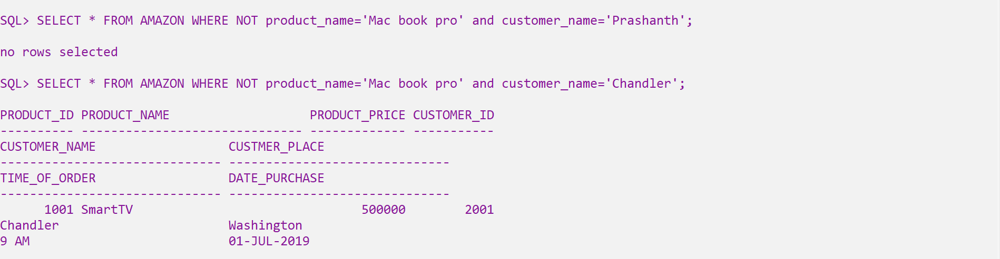 SQL> SELECT * FROM AMAZON WHERE NOT product_name='Mac book pro' and customer_name='Prashanth';
no rows selected
SQL> SELECT * FROM AMAZON WHERE NOT product_name='Mac book pro' and customer_name='Chandler';
PRODUCT_ID PRODUCT_NAME                   PRODUCT_PRICE CUSTOMER_ID
---------- ------------------------------ ------------- -----------
CUSTOMER_NAME                  CUSTMER_PLACE
------------------------------ ------------------------------
TIME_OF_ORDER                  DATE_PURCHASE
------------------------------ ------------------------------
      1001 SmartTV                               500000        2001
Chandler                       Washington
9 AM                           01-JUL-2019